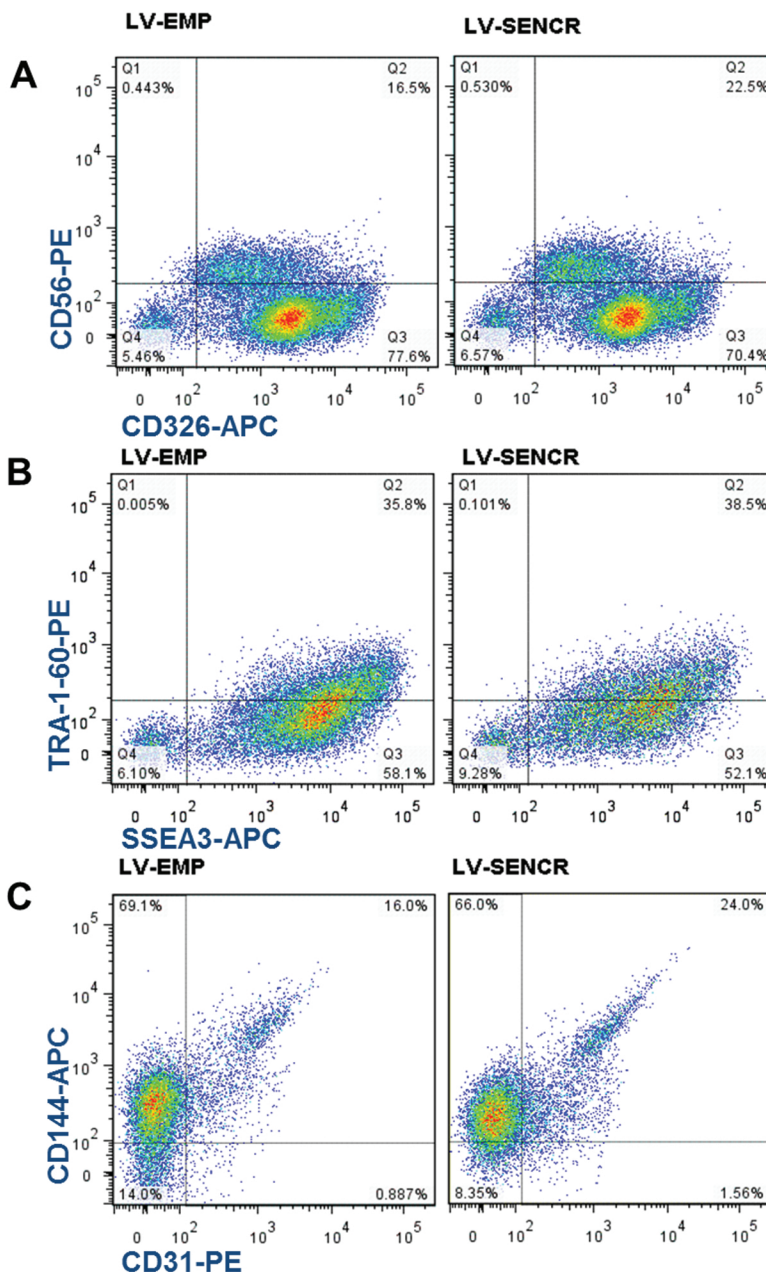 LV-EMP
LV-SENCR
A
Q1
0.443%
Q2
16.5%
Q1
0.530%
Q2
22.5%
10^5
10^4
10^3
10^2
0
CD56-PE
Q4
5.46%
Q3
77.6%
Q4
6.57%
Q3
70.4%
0 10^2 10^3 10^4 10^5
0 10^2 10^3 10^4 10^5
CD326-APC
LV-EMP
LV-SENCR
B
Q1
0.005%
Q2
35.8%
Q1
0.101%
Q2
38.5%
10^5
10^4
10^3
10^2
0
TRA-1-60-PE
Q4
6.10%
Q3
58.1%
Q4
9.28%
Q3
52.1%
0 10^2 10^3 10^4 10^5
0 10^2 10^3 10^4 10^5
SSEA3-APC
LV-EMP
LV-SENCR
C
69.1% 16.0%
66.0% 24.0%
10^5
10^4
10^3
10^2
0
CD144-APC
14.0% 0.887%
8.35% 1.56%
0 10^2 10^3 10^4 10^5
0 10^2 10^3 10^4 10^5
CD31-PE